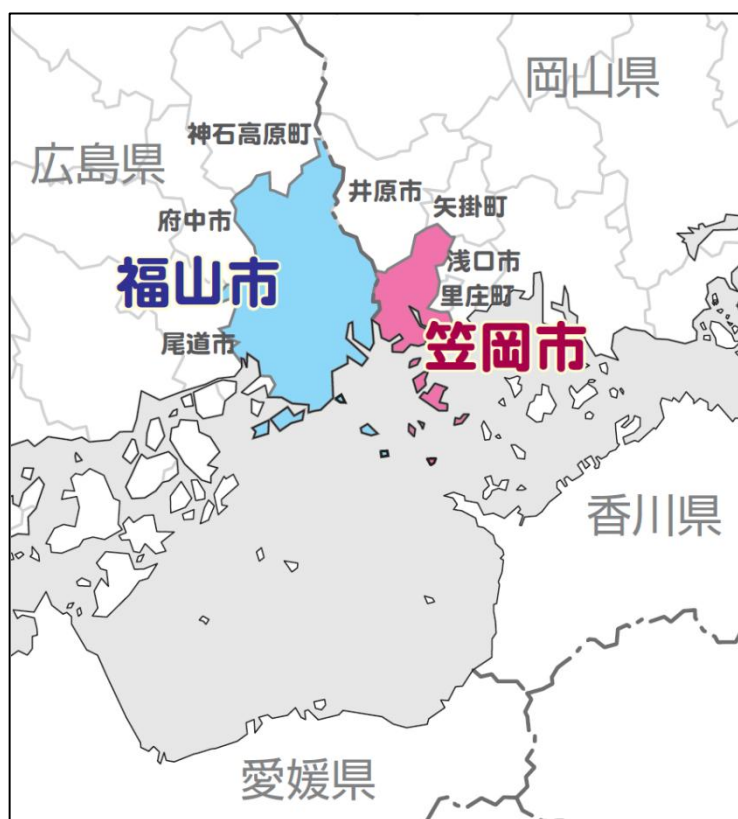 岡山県
神石高原町
広島県
井原市
矢掛町
府中市
浅口市
福山市
里庄町
尾道市
笠岡市
香川県
愛媛県